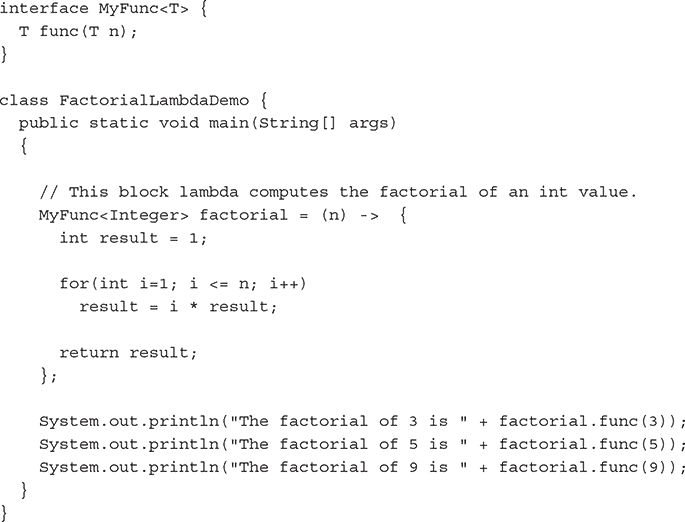 interface MyFunc<T> {
  T func(T n);
}

class FactorialLambdaDemo {
  public static void main(String[] args)
  {

    // This block lambda computes the factorial of an int value.
    MyFunc<Integer> factorial = (n) ->  {
      int result = 1;

      for(int i=1; i <= n; i++)
        result = i * result;

      return result;
    };

    System.out.println("The factorial of 3 is " + factorial.func(3));
    System.out.println("The factorial of 5 is " + factorial.func(5));
    System.out.println("The factorial of 9 is " + factorial.func(9));
  }
}